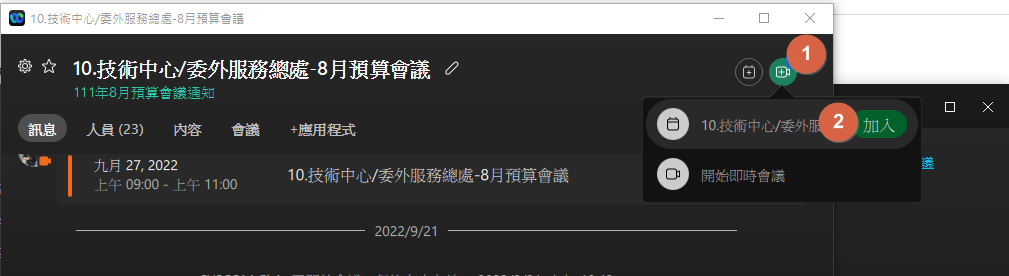 10.技術中心/委外服務總處-8月預算會議
10.技術中心/委外服務總處-8月預算會議
111年8月預算會議通知
1
訊息 人員 (23) 內容 會議 +應用程式
10.技術中心/委外服 2 加入
開始即時會議
九月 27, 2022
上午 09:00 - 上午 11:00
10.技術中心/委外服務總處-8月預算會議
2022/9/21